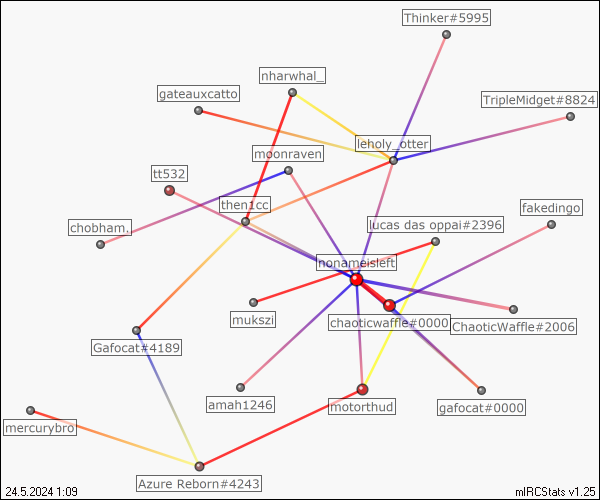 Thinker#5995
nharwhal_
gateauxcatto
TripleMidget#8824
leholy_otter
moonraven
tt532
then1cc
fakedingo
chobham.
lucas das oppai#2396
nonameisleft
mukszi
chaoticwaffle#0000
ChaoticWaffle#2006
Gafocat#4189
amah1246
motorthud
gafocat#0000
mercurybro
Azure Reborn#4243
24.5.2024 1:09
mIRCStats v1.25